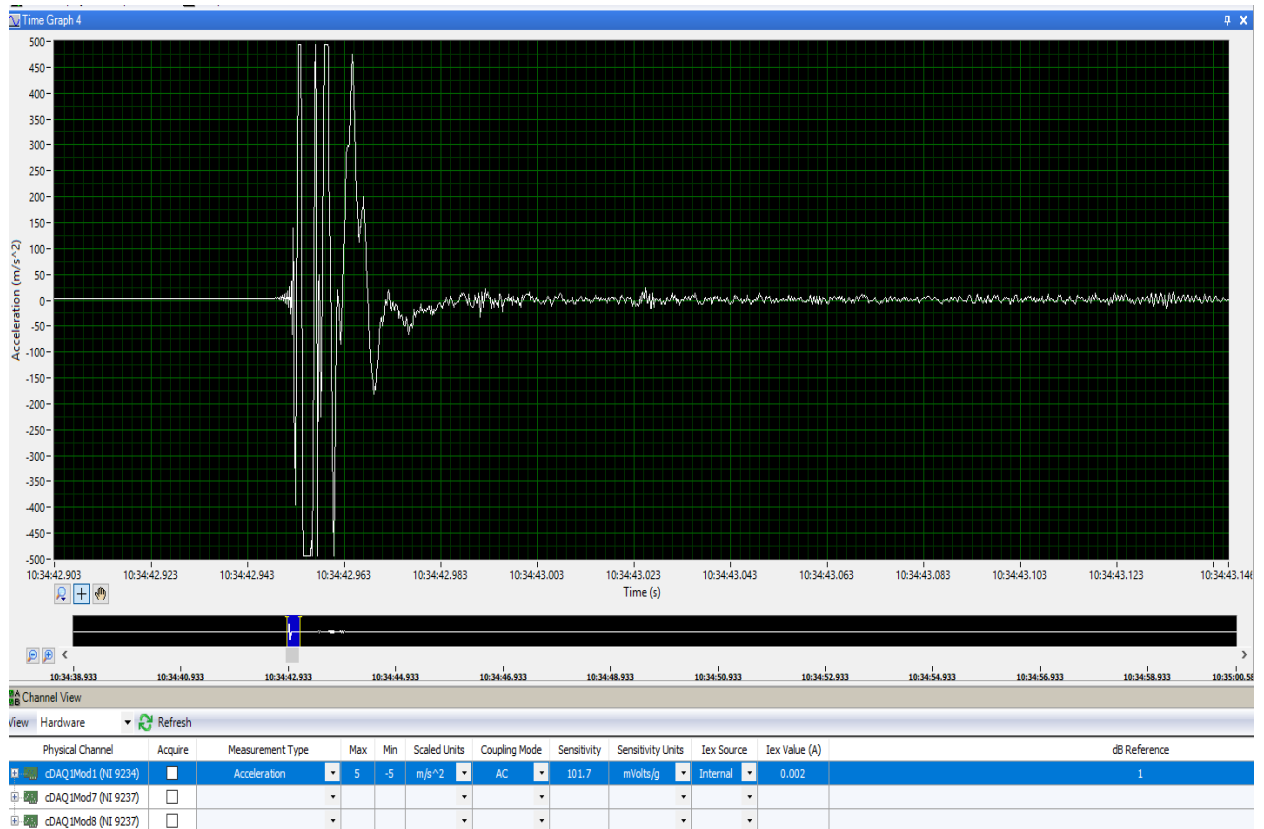 Time Graph 4
500
450
400
350
300
250
200
150
100
50
0
-50
-100
-150
-200
-250
-300
-350
-400
-450
-500
Acceleration (m/s^2)
10:34:42.903 10:34:42.923 10:34:42.943 10:34:42.963 10:34:42.983 10:34:43.003 10:34:43.023 10:34:43.043 10:34:43.063 10:34:43.083 10:34:43.103 10:34:43.123 10:34:43.146
Time (s)
10:34:38.933 10:34:40.933 10:34:42.933 10:34:44.933 10:34:46.933 10:34:48.933 10:34:50.933 10:34:52.933 10:34:54.933 10:34:56.933 10:34:58.933 10:35:00.58
Channel View
View Hardware Refresh
Physical Channel Acquire Measurement Type Max Min Scaled Units Coupling Mode Sensitivity Sensitivity Units Iex Source Iex Value (A) dB Reference
cDAQ1Mod1 (NI 9234) Acceleration 5 -5 m/s^2 AC 101.7 mVolts/g Internal 0.002 1
cDAQ1Mod7 (NI 9237)
cDAQ1Mod8 (NI 9237)